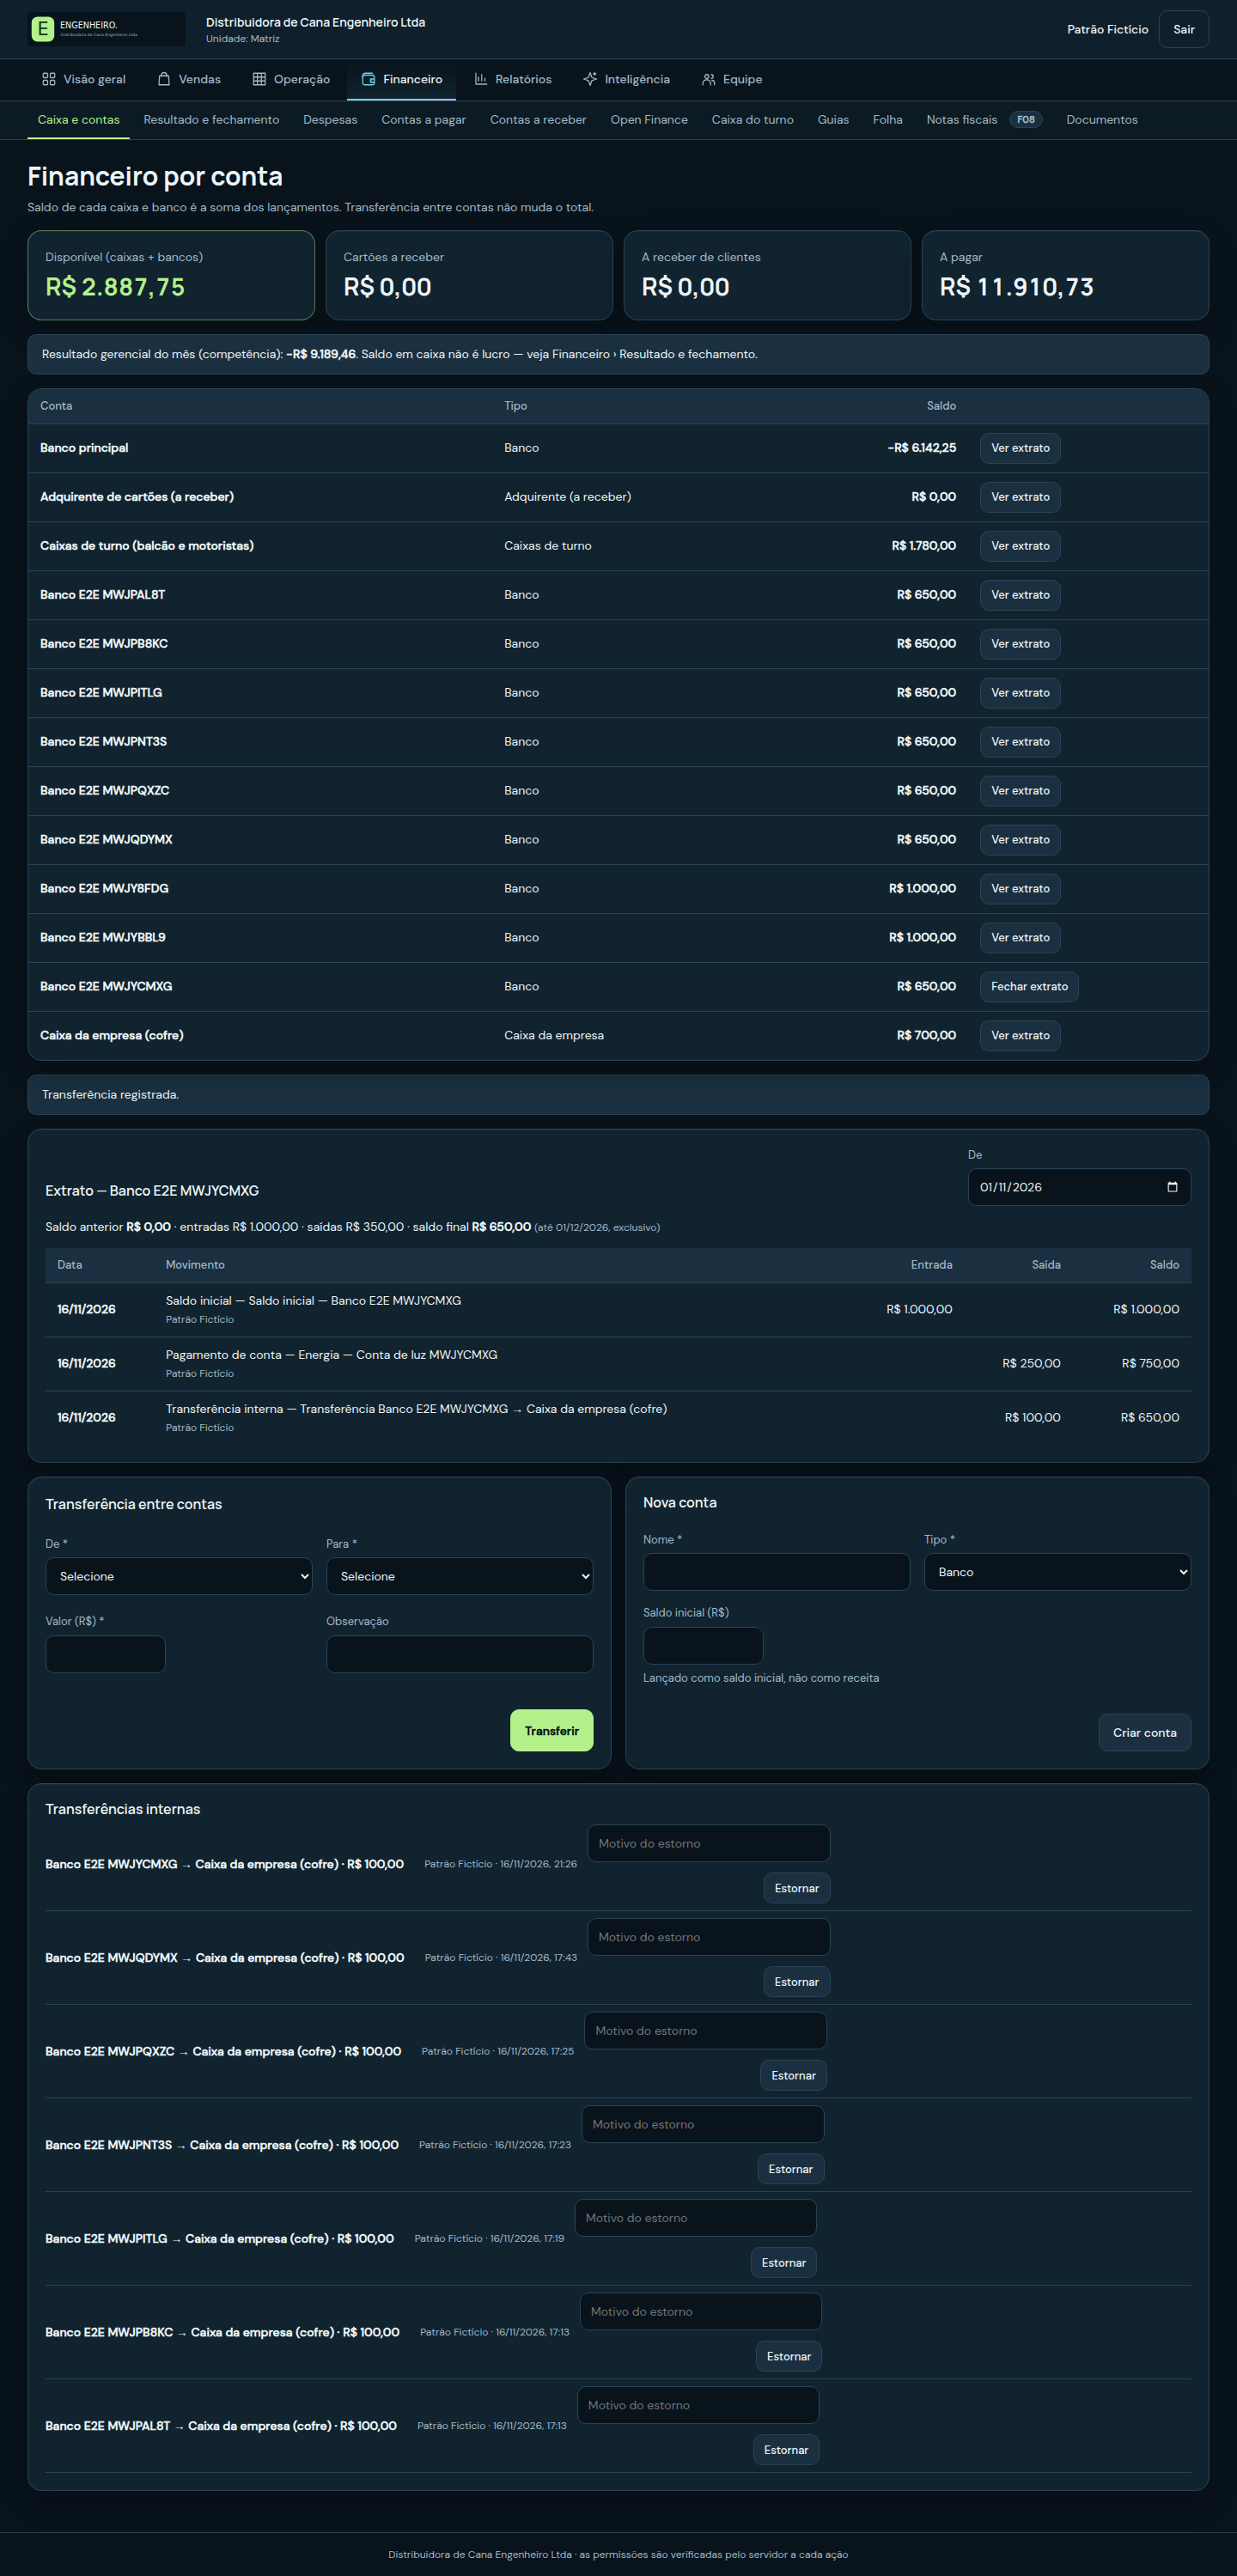 E ENGENHEIRO.
Distribuidora de Cana Engenheiro Ltda
Distribuidora de Cana Engenheiro Ltda
Unidade: Matriz
Patrão Fictício
Sair
Visão geral Vendas Operação Financeiro Relatórios Inteligência Equipe
Caixa e contas Resultado e fechamento Despesas Contas a pagar Contas a receber Open Finance Caixa do turno Guias Folha Notas fiscais F08 Documentos
Financeiro por conta
Saldo de cada caixa e banco é a soma dos lançamentos. Transferência entre contas não muda o total.
Disponível (caixas + bancos)
R$ 2.887,75
Cartões a receber
R$ 0,00
A receber de clientes
R$ 0,00
A pagar
R$ 11.910,73
Resultado gerencial do mês (competência): −R$ 9.189,46. Saldo em caixa não é lucro — veja Financeiro › Resultado e fechamento.
Conta Tipo Saldo
Banco principal Banco −R$ 6.142,25 Ver extrato
Adquirente de cartões (a receber) Adquirente (a receber) R$ 0,00 Ver extrato
Caixas de turno (balcão e motoristas) Caixas de turno R$ 1.780,00 Ver extrato
Banco E2E MWJPAL8T Banco R$ 650,00 Ver extrato
Banco E2E MWJPB8KC Banco R$ 650,00 Ver extrato
Banco E2E MWJPITLG Banco R$ 650,00 Ver extrato
Banco E2E MWJPNT3S Banco R$ 650,00 Ver extrato
Banco E2E MWJPQXZC Banco R$ 650,00 Ver extrato
Banco E2E MWJQDYMX Banco R$ 650,00 Ver extrato
Banco E2E MWJY8FDG Banco R$ 1.000,00 Ver extrato
Banco E2E MWJYBBL9 Banco R$ 1.000,00 Ver extrato
Banco E2E MWJYCMXG Banco R$ 650,00 Fechar extrato
Caixa da empresa (cofre) Caixa da empresa R$ 700,00 Ver extrato
Transferência registrada.
Extrato — Banco E2E MWJYCMXG
De
01/11/2026
Saldo anterior R$ 0,00 · entradas R$ 1.000,00 · saídas R$ 350,00 · saldo final R$ 650,00 (até 01/12/2026, exclusivo)
Data Movimento Entrada Saída Saldo
16/11/2026 Saldo inicial — Saldo inicial — Banco E2E MWJYCMXG R$ 1.000,00 R$ 1.000,00
Patrão Fictício
16/11/2026 Pagamento de conta — Energia — Conta de luz MWJYCMXG R$ 250,00 R$ 750,00
Patrão Fictício
16/11/2026 Transferência interna — Transferência Banco E2E MWJYCMXG → Caixa da empresa (cofre) R$ 100,00 R$ 650,00
Patrão Fictício
Transferência entre contas
De * Para *
Selecione Selecione
Valor (R$) * Observação
Transferir
Nova conta
Nome * Tipo *
Banco
Saldo inicial (R$)
Lançado como saldo inicial, não como receita
Criar conta
Transferências internas
Banco E2E MWJYCMXG → Caixa da empresa (cofre) · R$ 100,00 Patrão Fictício · 16/11/2026, 21:26 Motivo do estorno
Estornar
Banco E2E MWJQDYMX → Caixa da empresa (cofre) · R$ 100,00 Patrão Fictício · 16/11/2026, 17:43 Motivo do estorno
Estornar
Banco E2E MWJPQXZC → Caixa da empresa (cofre) · R$ 100,00 Patrão Fictício · 16/11/2026, 17:25 Motivo do estorno
Estornar
Banco E2E MWJPNT3S → Caixa da empresa (cofre) · R$ 100,00 Patrão Fictício · 16/11/2026, 17:23 Motivo do estorno
Estornar
Banco E2E MWJPITLG → Caixa da empresa (cofre) · R$ 100,00 Patrão Fictício · 16/11/2026, 17:19 Motivo do estorno
Estornar
Banco E2E MWJPB8KC → Caixa da empresa (cofre) · R$ 100,00 Patrão Fictício · 16/11/2026, 17:13 Motivo do estorno
Estornar
Banco E2E MWJPAL8T → Caixa da empresa (cofre) · R$ 100,00 Patrão Fictício · 16/11/2026, 17:13 Motivo do estorno
Estornar
Distribuidora de Cana Engenheiro Ltda · as permissões são verificadas pelo servidor a cada ação